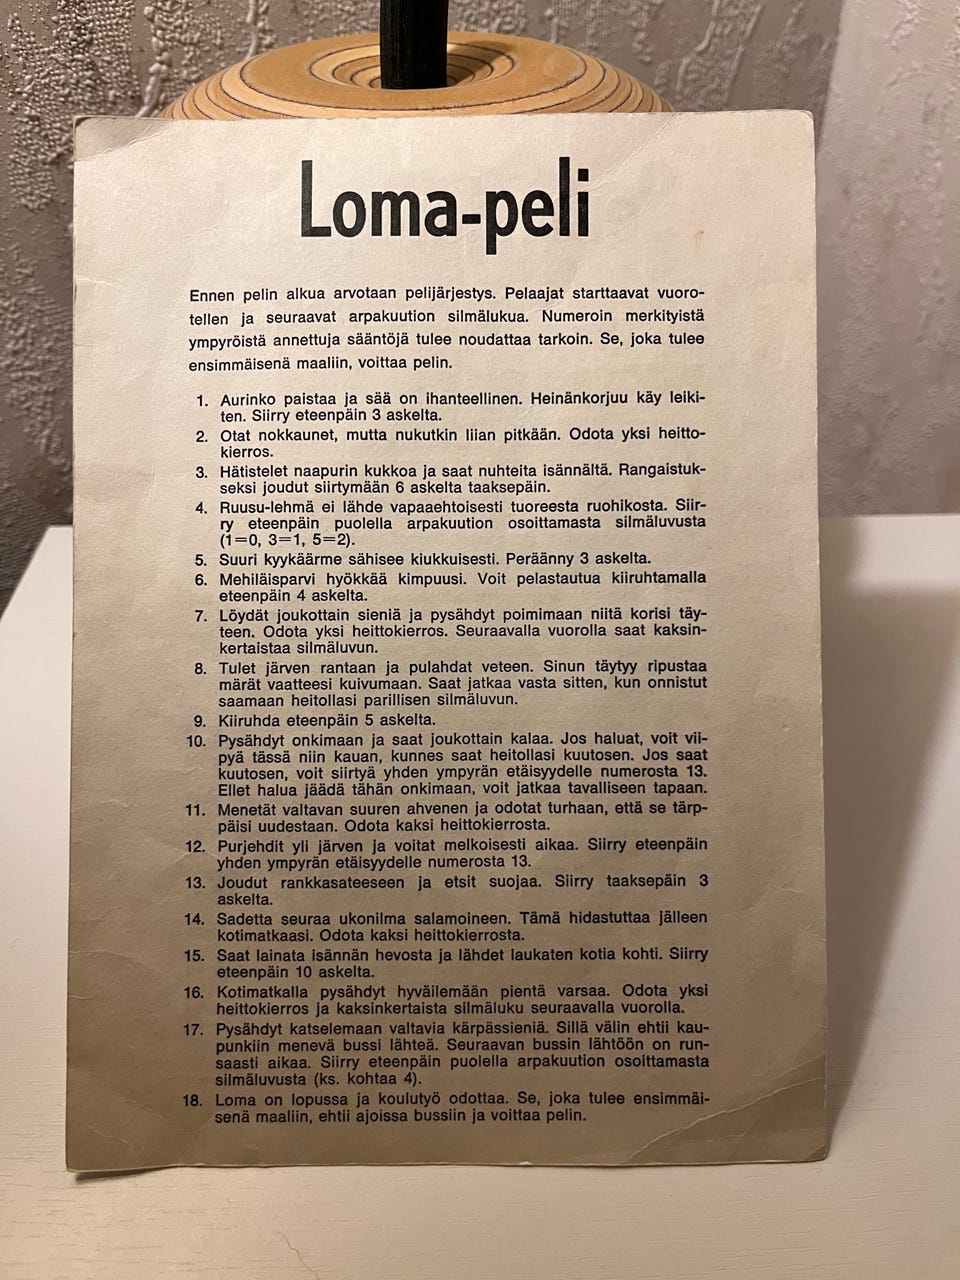 Loma-peli
Ennen pelin alkua arvotaan pelijärjestys. Pelaajat starttaavat vuoro-
tellen ja seuraavat arpakuution silmälukua. Numeroin merkityistä
ympyröistä annettuja sääntöjä tulee noudattaa tarkoin. Se, joka tulee
ensimmäisenä maaliin, voittaa pelin.
1. Aurinko paistaa ja sää on ihanteellinen. Heinänkorjuu käy leiki-
ten. Siirry eteenpäin 3 askelta.
2. Otat nokkaunet, mutta nukutkin liian pitkään. Odota yksi heitto-
kierros.
3. Hätistelet naapurin kukkoa ja saat nuhteita isännältä. Rangaistuk-
seksi joudut siirtymään 6 askelta taaksepäin.
4. Ruusu-lehmä ei lähde vapaaehtoisesti tuoreesta ruohikosta. Siir-
ry eteenpäin puolella arpakuution osoittamasta silmäluvusta
(1=0, 3=1, 5=2).
5. Suuri kyykäärme sähisee kiukkuisesti. Peräänny 3 askelta.
6. Mehiläisparvi hyökkää kimpuusi. Voit pelastautua kiiruhtamalla
eteenpäin 4 askelta.
7. Löydät joukottain sieniä ja pysähdyt poimimaan niitä korisi täy-
teen. Odota yksi heittokierros. Seuraavalla vuorolla saat kaksin-
kertaistaa silmäluvun.
8. Tulet järven rantaan ja pulahdat veteen. Sinun täytyy ripustaa
märät vaatteesi kuivumaan. Saat jatkaa vasta sitten, kun onnistut
saamaan heitollasi parillisen silmäluvun.
9. Kiiruhda eteenpäin 5 askelta.
10. Pysähdyt onkimaan ja saat joukottain kalaa. Jos haluat, voit vii-
pyä tässä niin kauan, kunnes saat heitollasi kuutosen. Jos saat
kuutosen, voit siirtyä yhden ympyrän etäisyydelle numerosta 13.
Ellet halua jäädä tähän onkimaan, voit jatkaa tavalliseen tapaan.
11. Menetät valtavan suuren ahvenen ja odotat turhaan, että se tärp-
päisi uudestaan. Odota kaksi heittokierrosta.
12. Purjehdit yli järven ja voitat melkoisesti aikaa. Siirry eteenpäin
yhden ympyrän etäisyydelle numerosta 13.
13. Joudut rankkasateeseen ja etsit suojaa. Siirry taaksepäin 3
askelta.
14. Sadetta seuraa ukonilma salamoineen. Tämä hidastuttaa jälleen
kotimatkaasi. Odota kaksi heittokierrosta.
15. Saat lainata isännän hevosta ja lähdet laukaten kotia kohti. Siirry
eteenpäin 10 askelta.
16. Kotimatkalla pysähdyt hyväilemään pientä varsaa. Odota yksi
heittokierros ja kaksinkertaista silmäluku seuraavalla vuorolla.
17. Pysähdyt katselemaan valtavia kärpässieniä. Sillä välin ehtii kau-
punkiin menevä bussi lähteä. Seuraavan bussin lähtöön on run-
saasti aikaa. Siirry eteenpäin puolella arpakuution osoittamasta
silmäluvusta (ks. kohtaa 4).
18. Loma on lopussa ja koulutyö odottaa. Se, joka tulee ensimmäi-
senä maaliin, ehtii ajoissa bussiin ja voittaa pelin.